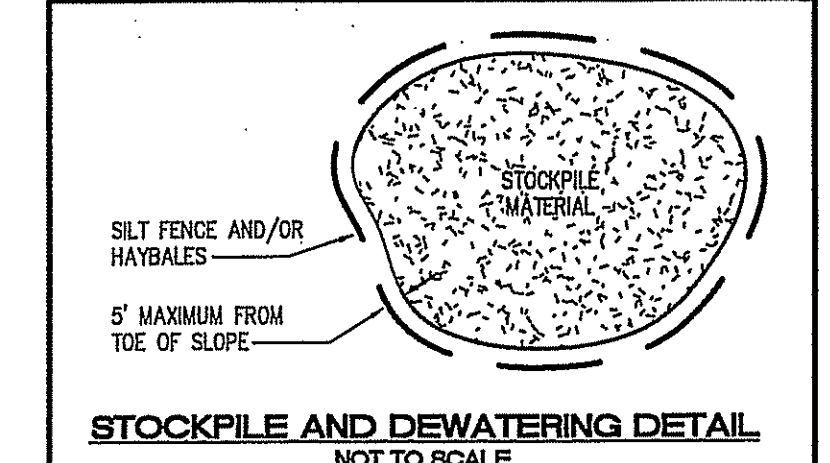 STOCKPILE
MATERIAL
SILT FENCE AND/OR
HAYBALES
5' MAXIMUM FROM
TOE OF SLOPE
STOCKPILE AND DEWATERING DETAIL
NOT TO SCALE